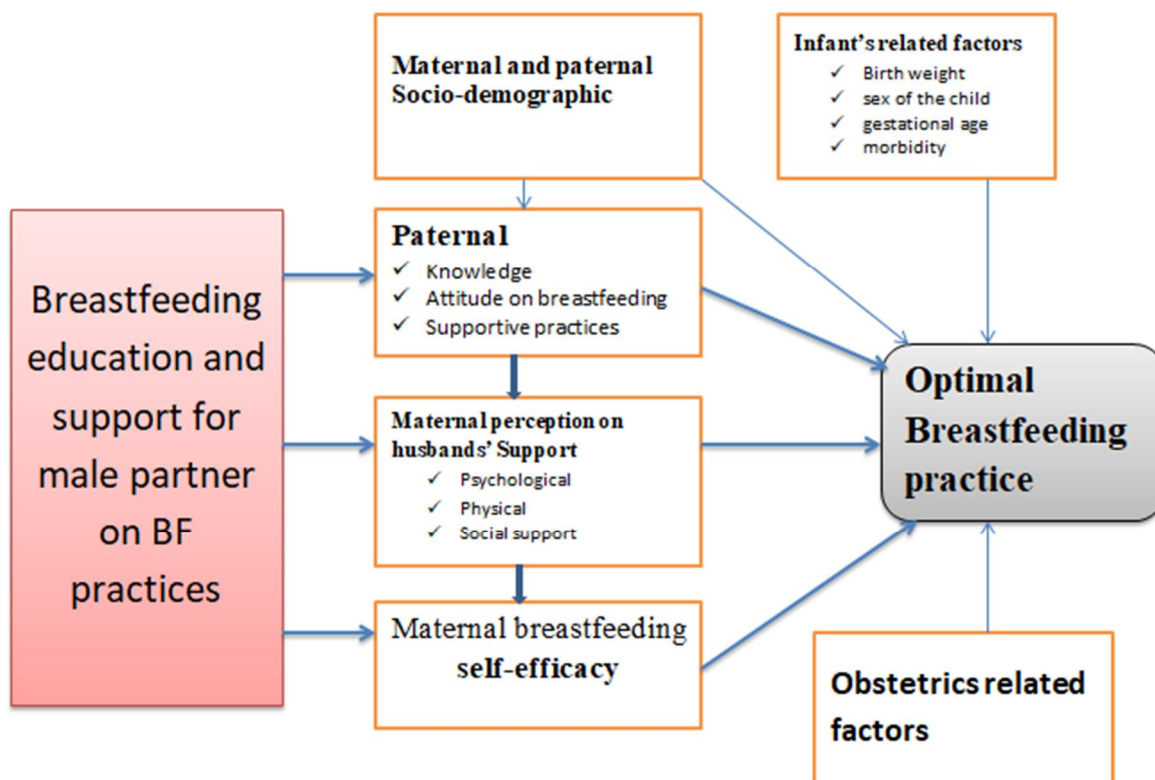 Maternal and paternal
Socio-demographic
Infant's related factors
✓ Birth weight
✓ sex of the child
✓ gestational age
✓ morbidity
Breastfeeding
education and
support for
male partner
on BF
practices
Paternal
✓ Knowledge
✓ Attitude on breastfeeding
✓ Supportive practices
Maternal perception on
husbands' Support
✓ Psychological
✓ Physical
✓ Social support
Maternal breastfeeding
self-efficacy
Optimal
Breastfeeding
practice
Obstetrics related
factors